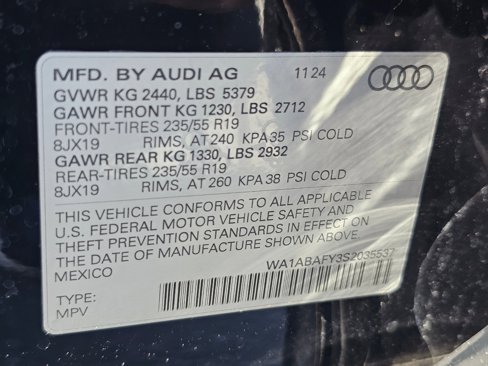 MFD. BY AUDI AG 11 24
GVWR KG 2440, LBS 5379
GAWR FRONT KG 1230, LBS 2712
FRONT-TIRES 235/55 R19
8JX19 RIMS, AT 240 KPA 35 PSI COLD
GAWR REAR KG 1330, LBS 2932
REAR-TIRES 235/55 R19
8JX19 RIMS, AT 260 KPA 38 PSI COLD
THIS VEHICLE CONFORMS TO ALL APPLICABLE
U.S. FEDERAL MOTOR VEHICLE SAFETY AND
THEFT PREVENTION STANDARDS IN EFFECT ON
THE DATE OF MANUFACTURE SHOWN ABOVE.
MEXICO
WA1ABAFY3S2035537
TYPE:
MPV